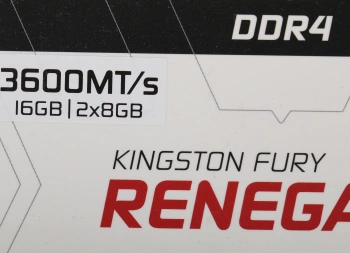 DDR4
3600MT/s
16GB|2x8GB
KINGSTON FURY
RENEGA